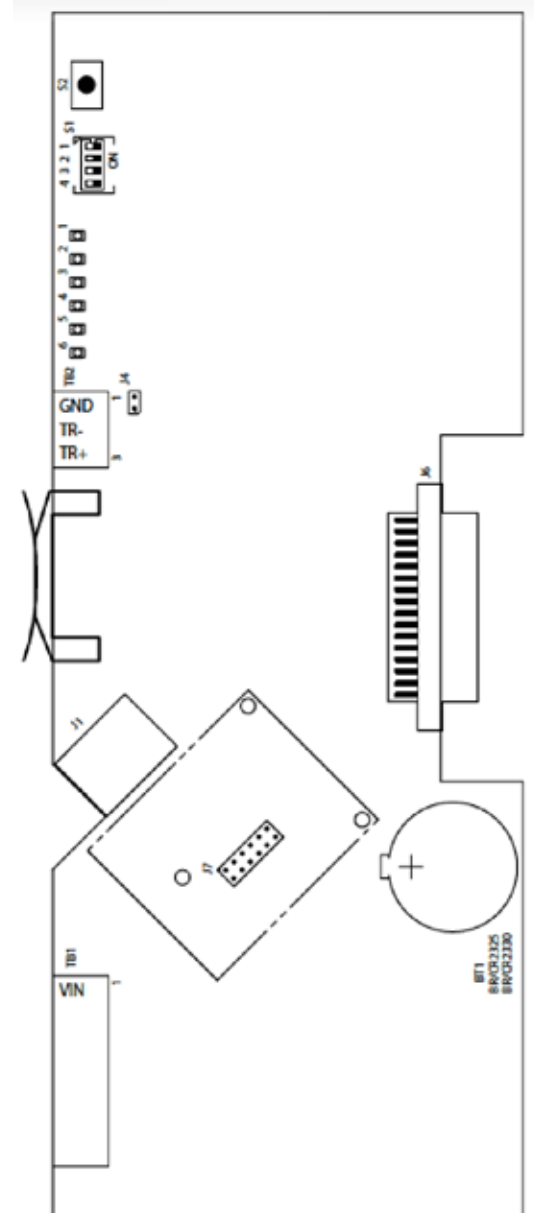 S2
S1
1
2
3
4
ON
1
2
3
4
5
6
TB2
J4
GND
TR-
TR+
1
3
J6
J1
J7
TB1
VIN
1
BT1
BR/CR2325
BR/CR2330